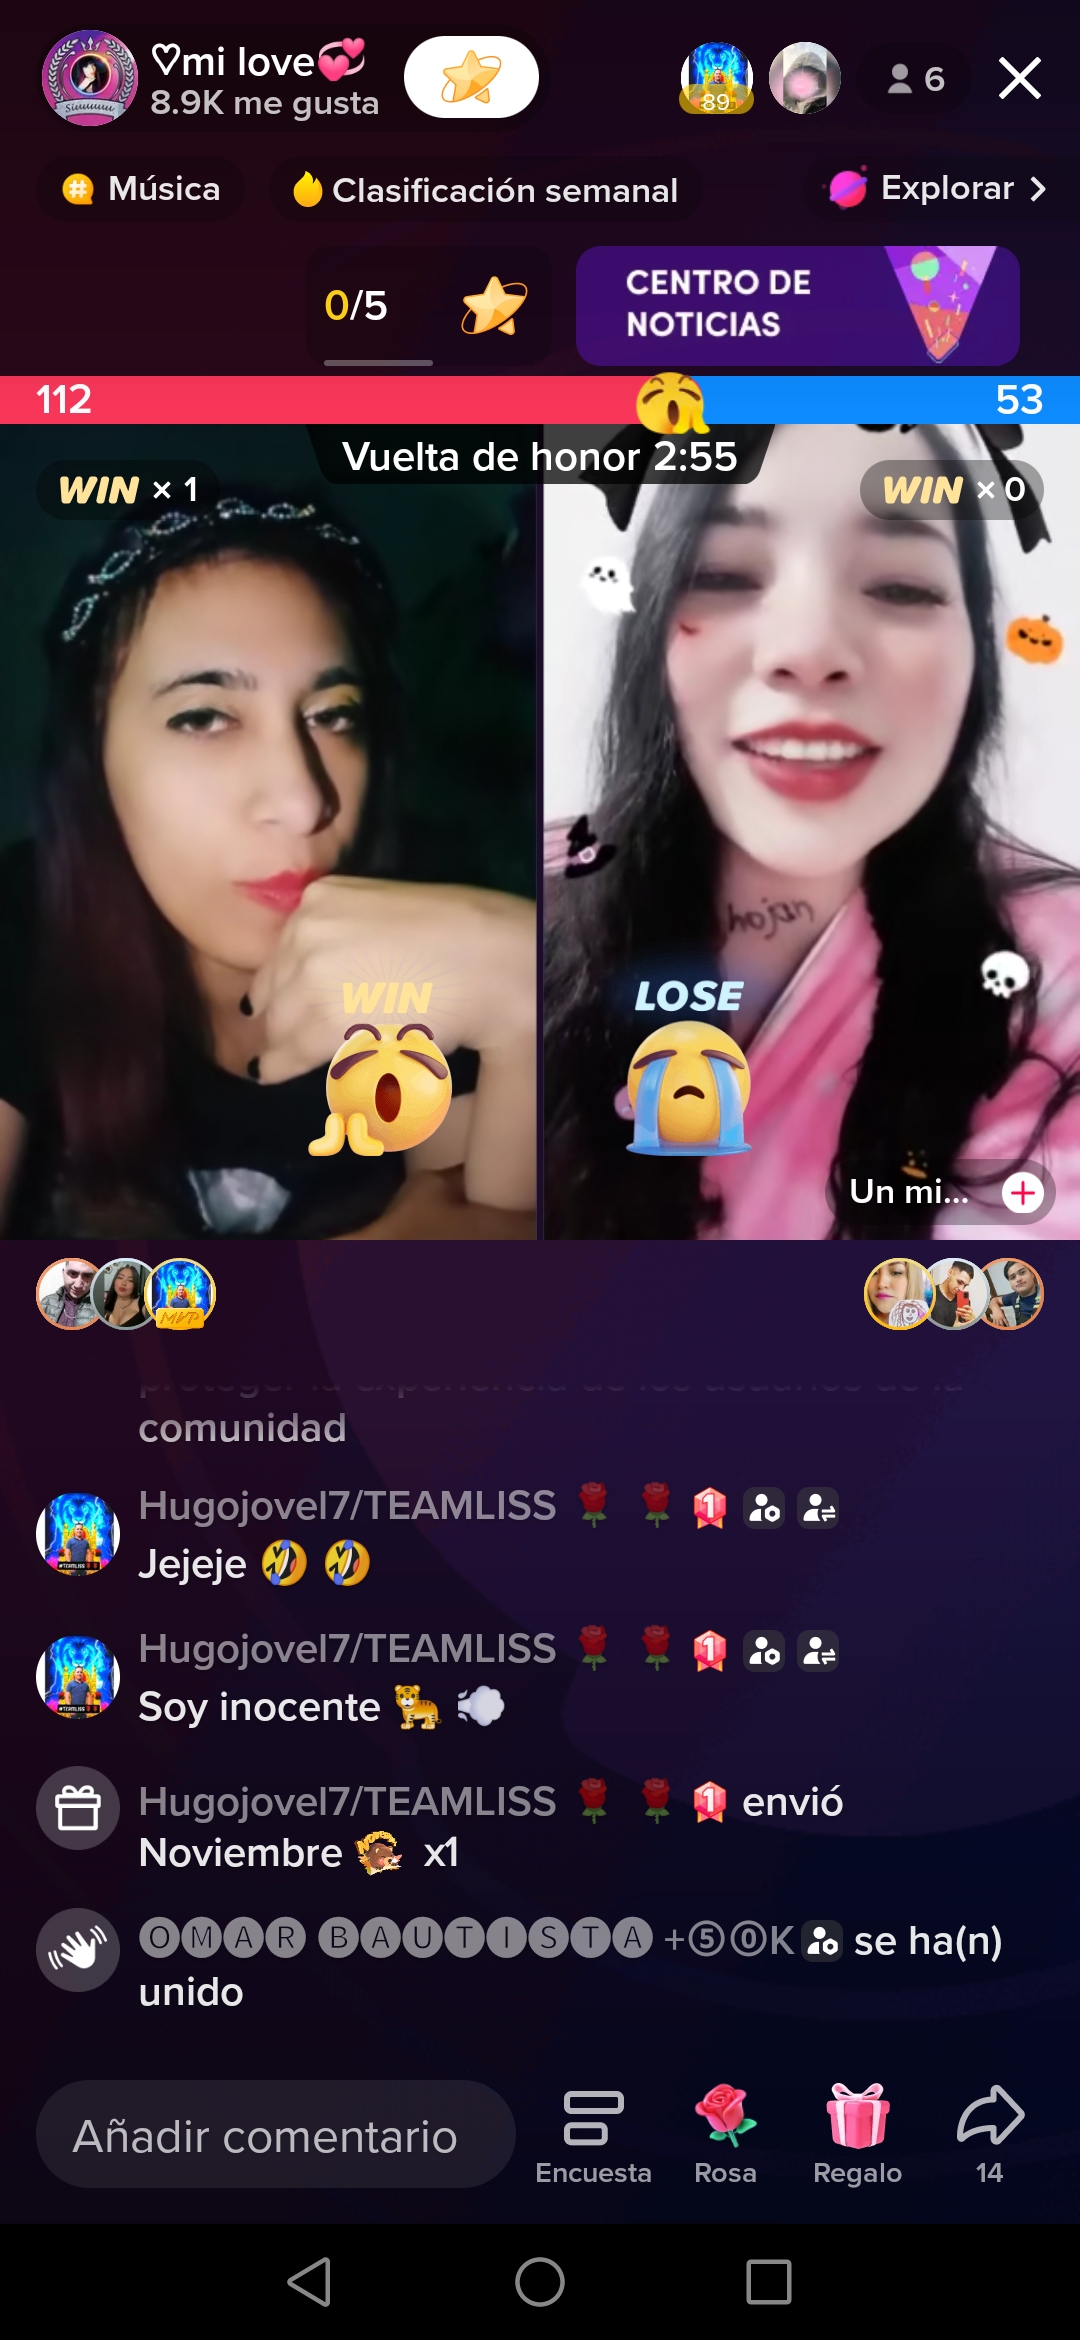 ♡mi love💞
8.9K me gusta
89
6
Música
Clasificación semanal
Explorar >
0/5
CENTRO DE
NOTICIAS
112
53
Vuelta de honor 2:55
WIN × 1
WIN × 0
hojan
WIN
LOSE
Un mi...
MVP
comunidad
Hugojovel7/TEAMLISS 🌹 🌹 1
Jejeje 🤣 🤣
Hugojovel7/TEAMLISS 🌹 🌹 1
Soy inocente 🐅 💨
Hugojovel7/TEAMLISS 🌹 🌹 1 envió
Noviembre x1
🅞🅜🅐🅡 🅑🅐🅤🅣🅘🅢🅣🅐 +⑤⓪K se ha(n)
unido
Añadir comentario
Encuesta
Rosa
Regalo
14